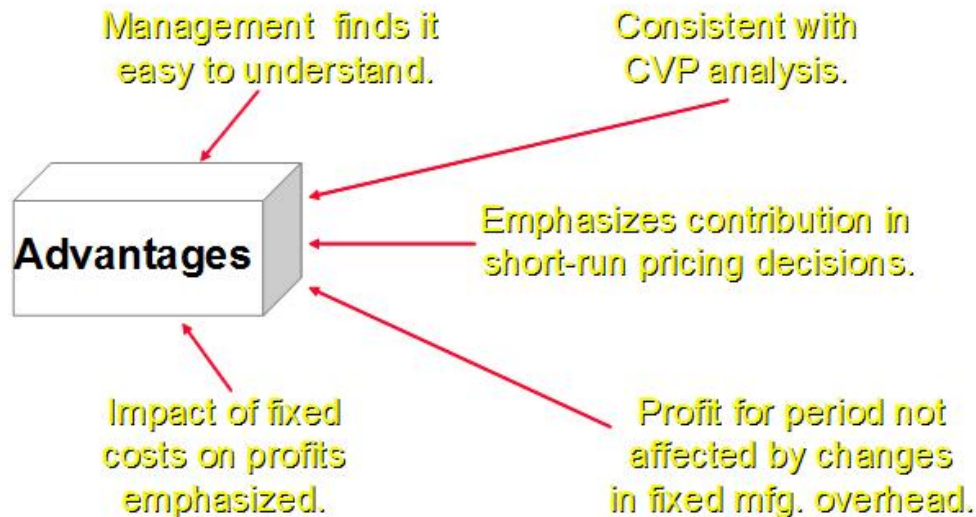 Management finds it
easy to understand.
Consistent with
CVP analysis.
Advantages
Emphasizes contribution in
short-run pricing decisions.
Impact of fixed
costs on profits
emphasized.
Profit for period not
affected by changes
in fixed mfg. overhead.